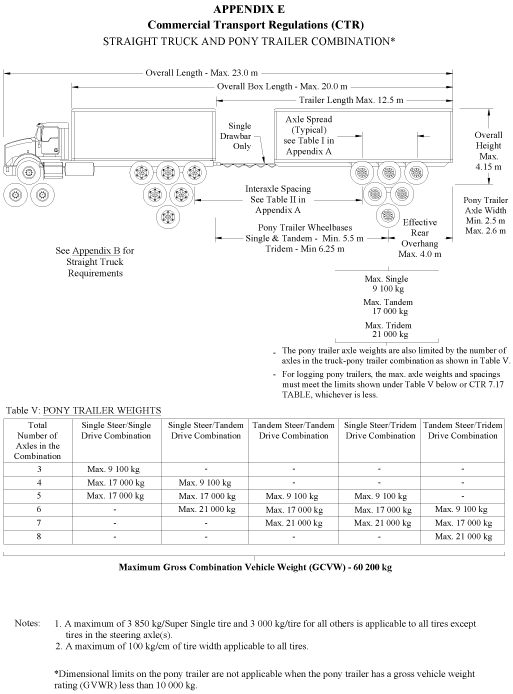 APPENDIX E
Commercial Transport Regulations (CTR)
STRAIGHT TRUCK AND PONY TRAILER COMBINATION*
Overall Length - Max. 23.0 m
Overall Box Length - Max. 20.0 m
Trailer Length Max. 12.5 m
Single
Drawbar
Only
Axle Spread
(Typical)
see Table I in
Appendix A
Overall
Height
Max.
4.15 m
Interaxle Spacing
See Table II in
Appendix A
Pony Trailer
Axle Width
Min. 2.5 m
Max. 2.6 m
Pony Trailer Wheelbases
Single & Tandem - Min. 5.5 m
Tridem - Min 6.25 m
Effective
Rear
Overhang
Max. 4.0 m
See Appendix B for
Straight Truck
Requirements
Max. Single
9 100 kg
Max. Tandem
17 000 kg
Max. Tridem
21 000 kg
- The pony trailer axle weights are also limited by the number of
axles in the truck-pony trailer combination as shown in Table V.
- For logging pony trailers, the max. axle weights and spacings
must meet the limits shown under Table V below or CTR 7.17
TABLE, whichever is less.
Table V: PONY TRAILER WEIGHTS
Total
Number of
Axles in the
Combination
Single Steer/Single
Drive Combination
Single Steer/Tandem
Drive Combination
Tandem Steer/Tandem
Drive Combination
Single Steer/Tridem
Drive Combination
Tandem Steer/Tridem
Drive Combination
3 Max. 9 100 kg - - - -
4 Max. 17 000 kg Max. 9 100 kg - - -
5 Max. 17 000 kg Max. 17 000 kg Max. 9 100 kg Max. 9 100 kg -
6 - Max. 21 000 kg Max. 17 000 kg Max. 17 000 kg Max. 9 100 kg
7 - - Max. 21 000 kg Max. 21 000 kg Max. 17 000 kg
8 - - - - Max. 21 000 kg
Maximum Gross Combination Vehicle Weight (GCVW) - 60 200 kg
Notes: 1. A maximum of 3 850 kg/Super Single tire and 3 000 kg/tire for all others is applicable to all tires except
tires in the steering axle(s).
2. A maximum of 100 kg/cm of tire width applicable to all tires.
*Dimensional limits on the pony trailer are not applicable when the pony trailer has a gross vehicle weight
rating (GVWR) less than 10 000 kg.